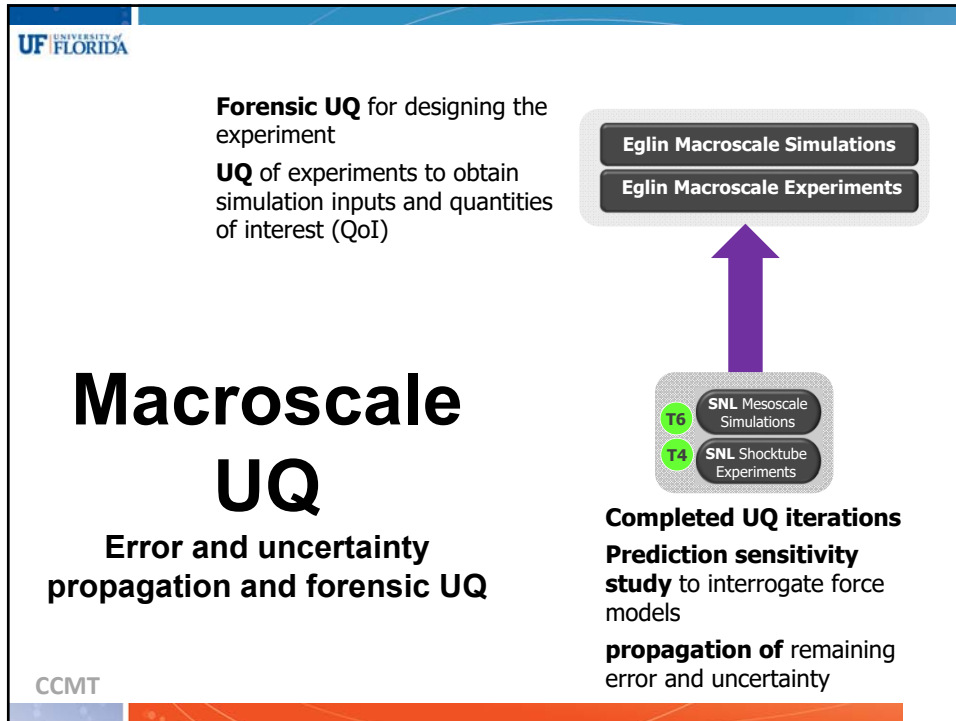 UF UNIVERSITY of
FLORIDA
Forensic UQ for designing the
experiment
UQ of experiments to obtain
simulation inputs and quantities
of interest (QoI)
Eglin Macroscale Simulations
Eglin Macroscale Experiments
Macroscale
UQ
Error and uncertainty
propagation and forensic UQ
T6
SNL Mesoscale
Simulations
T4
SNL Shocktube
Experiments
Completed UQ iterations
Prediction sensitivity
study to interrogate force
models
propagation of remaining
error and uncertainty
CCMT